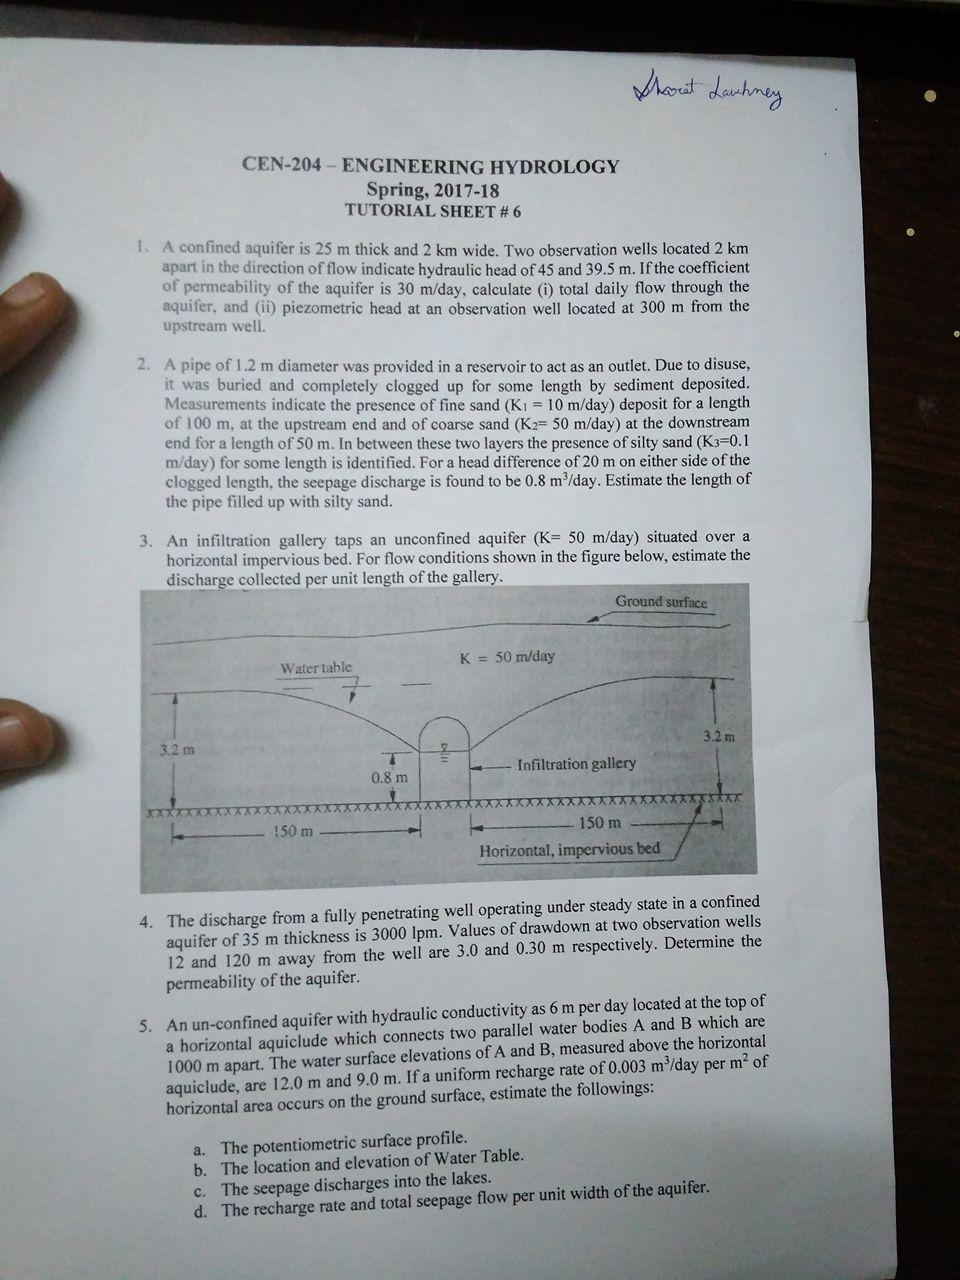 CEN-204 – ENGINEERING HYDROLOGY
Spring, 2017-18
TUTORIAL SHEET # 6
1. A confined aquifer is 25 m thick and 2 km wide. Two observation wells located 2 km
apart in the direction of flow indicate hydraulic head of 45 and 39.5 m. If the coefficient
of permeability of the aquifer is 30 m/day, calculate (i) total daily flow through the
aquifer, and (ii) piezometric head at an observation well located at 300 m from the
upstream well.
2. A pipe of 1.2 m diameter was provided in a reservoir to act as an outlet. Due to disuse,
it was buried and completely clogged up for some length by sediment deposited.
Measurements indicate the presence of fine sand (K1 = 10 m/day) deposit for a length
of 100 m, at the upstream end and of coarse sand (K2= 50 m/day) at the downstream
end for a length of 50 m. In between these two layers the presence of silty sand (K3=0.1
m/day) for some length is identified. For a head difference of 20 m on either side of the
clogged length, the seepage discharge is found to be 0.8 m³/day. Estimate the length of
the pipe filled up with silty sand.
3. An infiltration gallery taps an unconfined aquifer (K= 50 m/day) situated over a
horizontal impervious bed. For flow conditions shown in the figure below, estimate the
discharge collected per unit length of the gallery.
Ground surface
K = 50 m/day
Water table
3.2 m
3.2 m
Infiltration gallery
0.8 m
150 m
150 m
Horizontal, impervious bed
4. The discharge from a fully penetrating well operating under steady state in a confined
aquifer of 35 m thickness is 3000 lpm. Values of drawdown at two observation wells
12 and 120 m away from the well are 3.0 and 0.30 m respectively. Determine the
permeability of the aquifer.
5. An un-confined aquifer with hydraulic conductivity as 6 m per day located at the top of
a horizontal aquiclude which connects two parallel water bodies A and B which are
1000 m apart. The water surface elevations of A and B, measured above the horizontal
aquiclude, are 12.0 m and 9.0 m. If a uniform recharge rate of 0.003 m³/day per m² of
horizontal area occurs on the ground surface, estimate the followings:
a. The potentiometric surface profile.
b. The location and elevation of Water Table.
c. The seepage discharges into the lakes.
d. The recharge rate and total seepage flow per unit width of the aquifer.